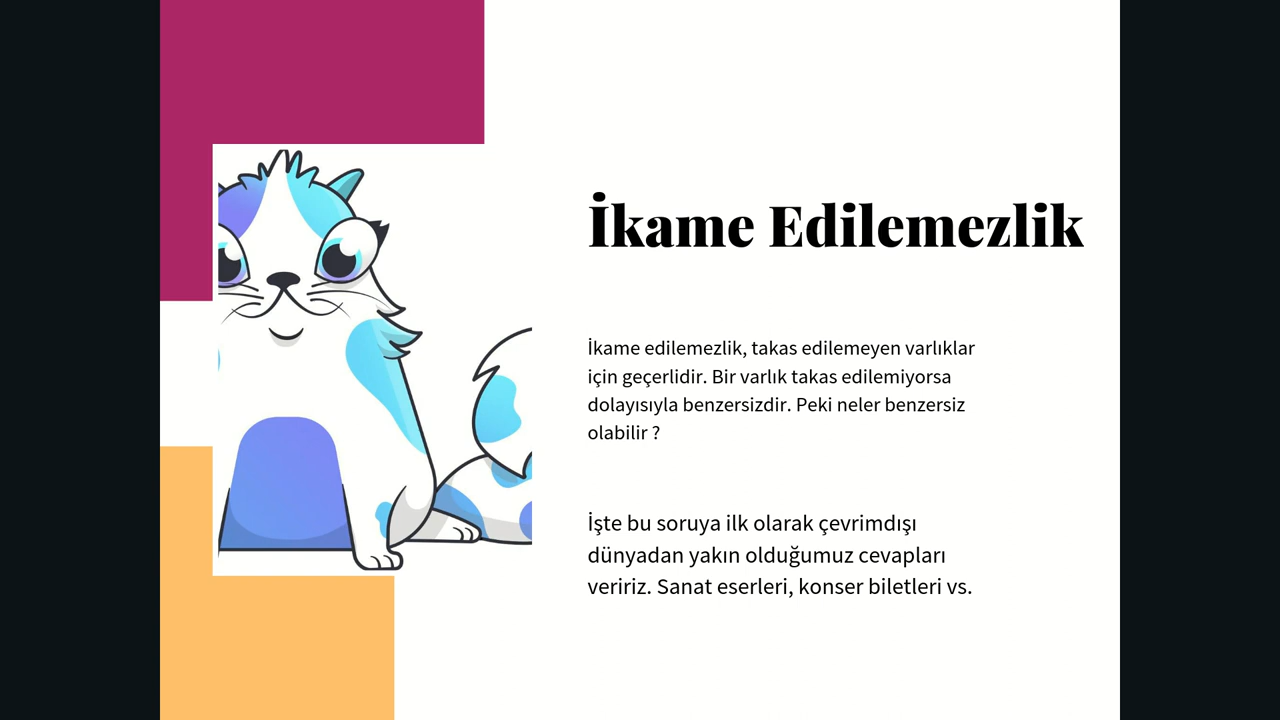 İkame Edilemezlik
İkame edilemezlik, takas edilemeyen varlıklar
için geçerlidir. Bir varlık takas edilemiyorsa
dolayısıyla benzersizdir. Peki neler benzersiz
olabilir ?
İşte bu soruya ilk olarak çevrimdışı
dünyadan yakın olduğumuz cevapları
veririz. Sanat eserleri, konser biletleri vs.